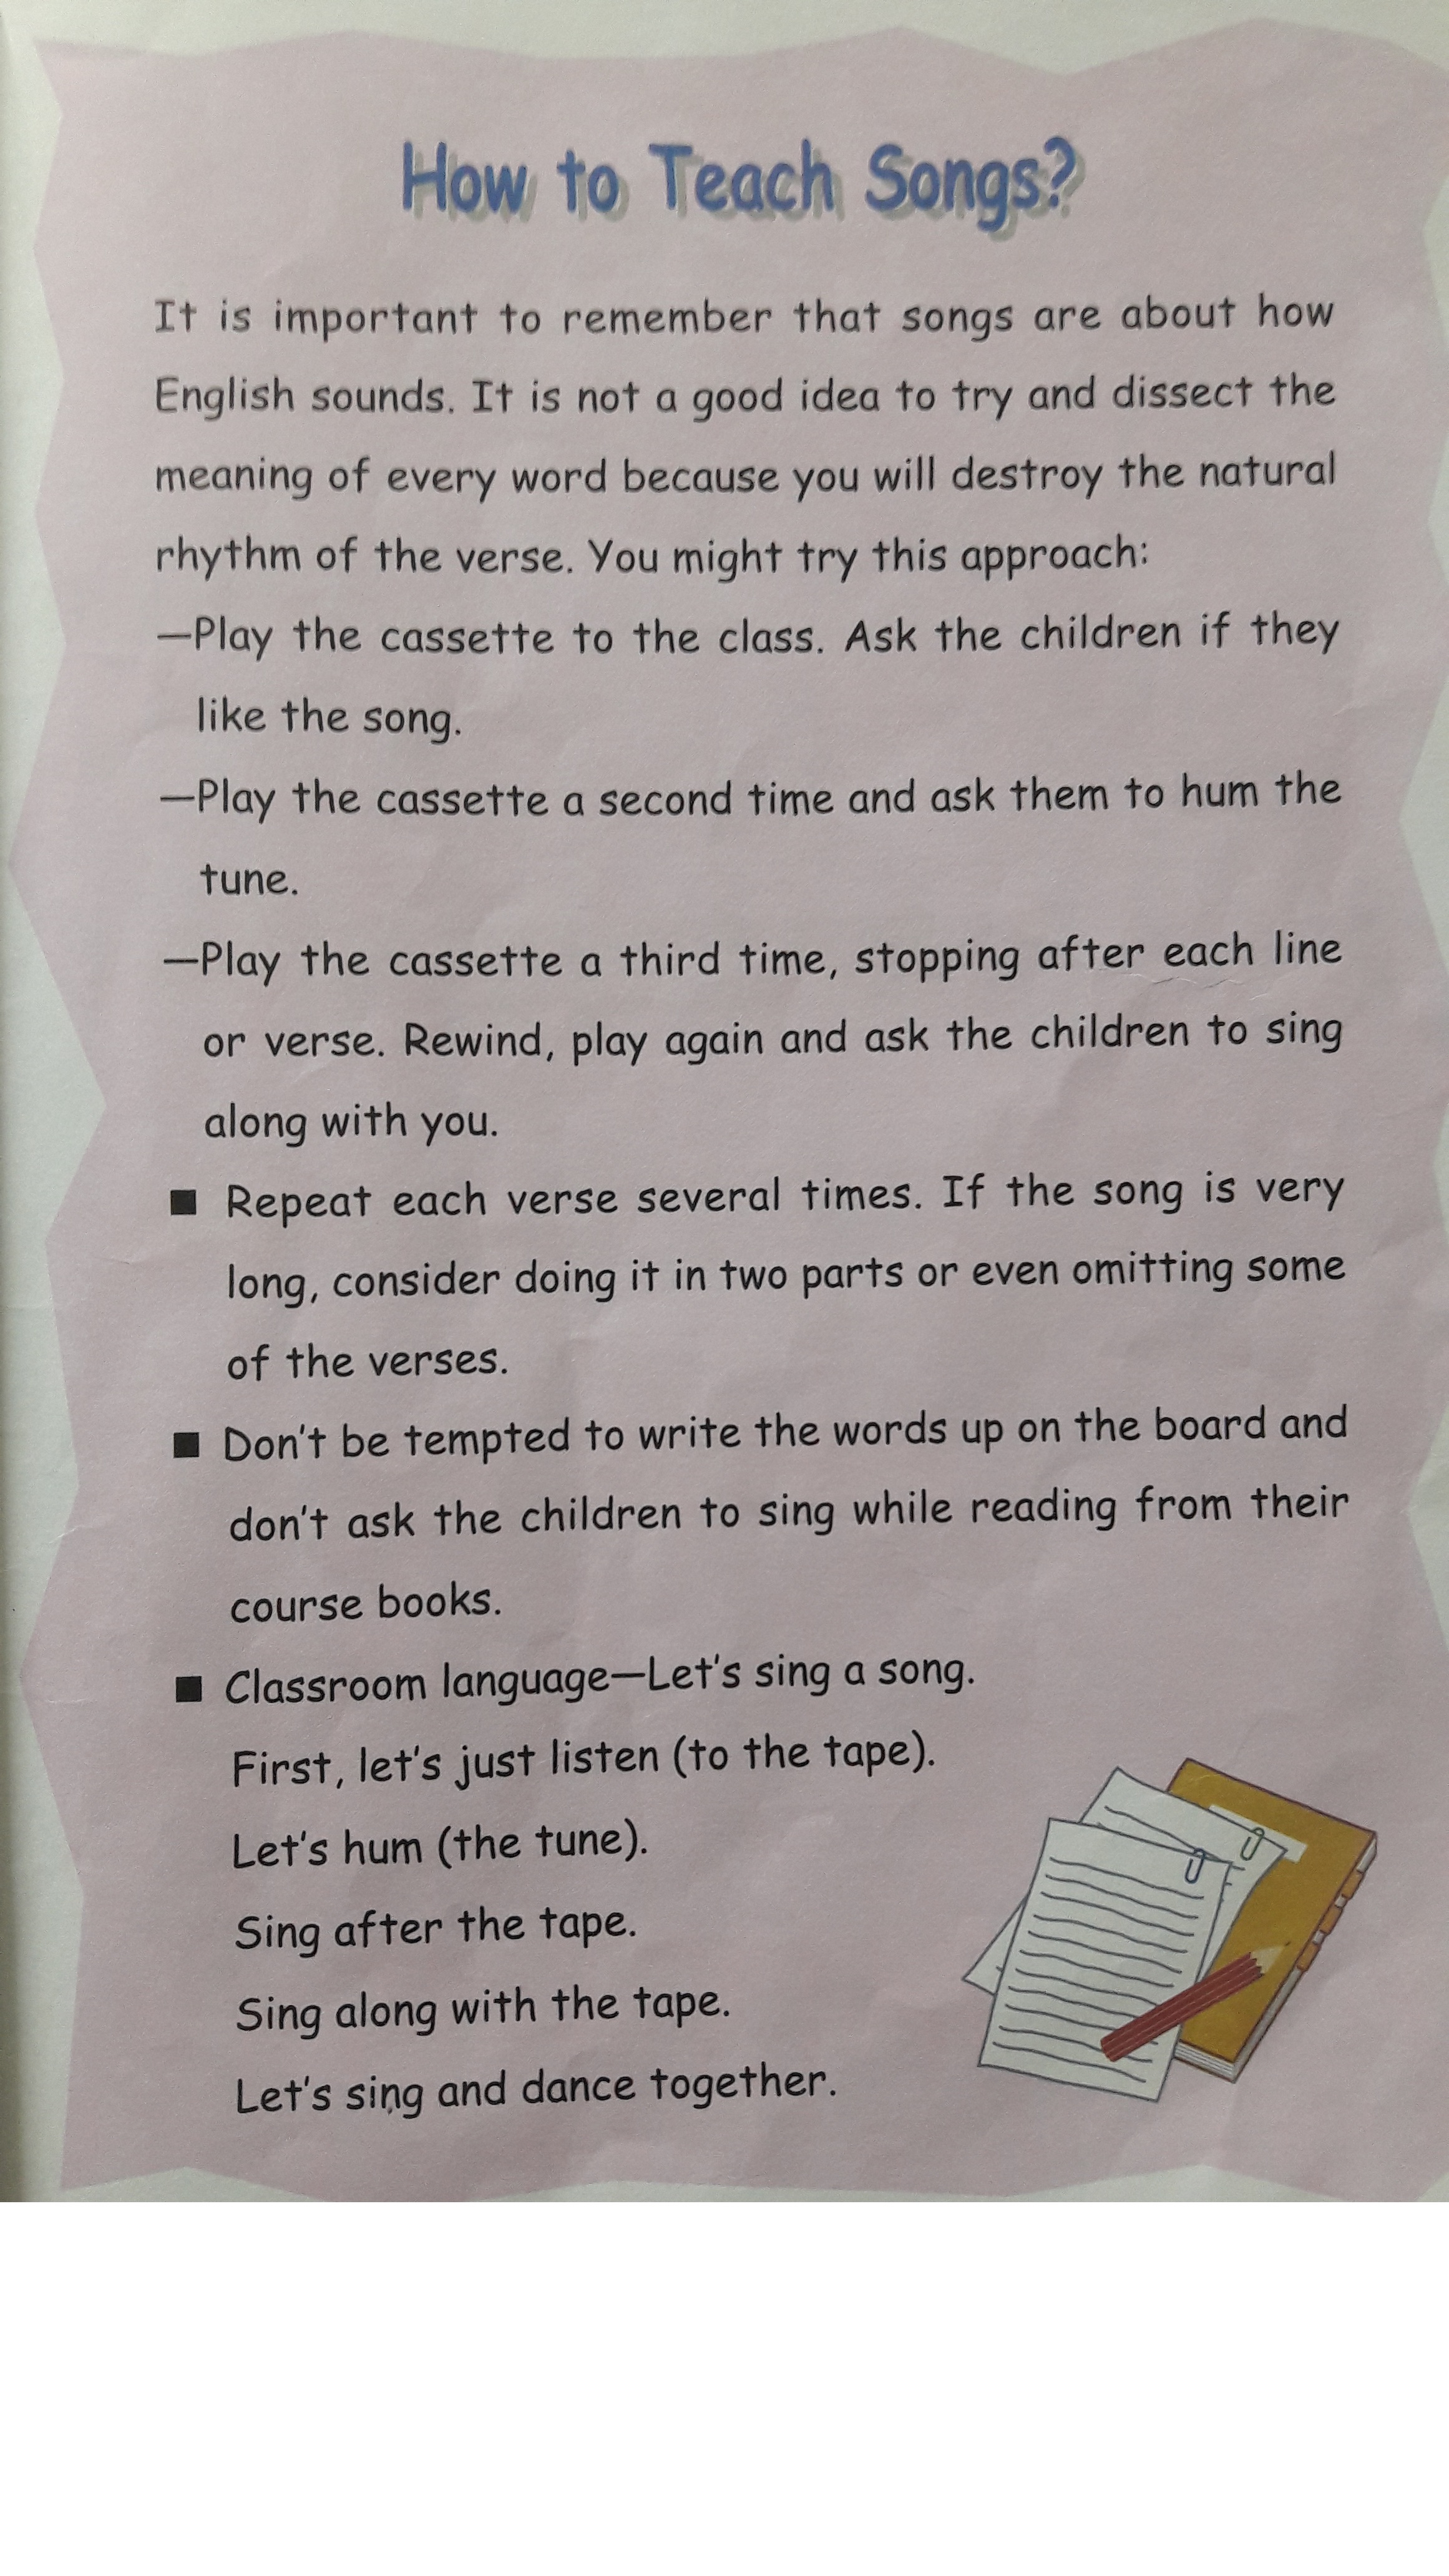 How to Teach Songs?
It is important to remember that songs are about how
English sounds. It is not a good idea to try and dissect the
meaning of every word because you will destroy the natural
rhythm of the verse. You might try this approach:
—Play the cassette to the class. Ask the children if they
like the song.
—Play the cassette a second time and ask them to hum the
tune.
—Play the cassette a third time, stopping after each line
or verse. Rewind, play again and ask the children to sing
along with you.
■ Repeat each verse several times. If the song is very
long, consider doing it in two parts or even omitting some
of the verses.
■ Don't be tempted to write the words up on the board and
don't ask the children to sing while reading from their
course books.
■ Classroom language—Let's sing a song.
First, let's just listen (to the tape).
Let's hum (the tune).
Sing after the tape.
Sing along with the tape.
Let's sing and dance together.